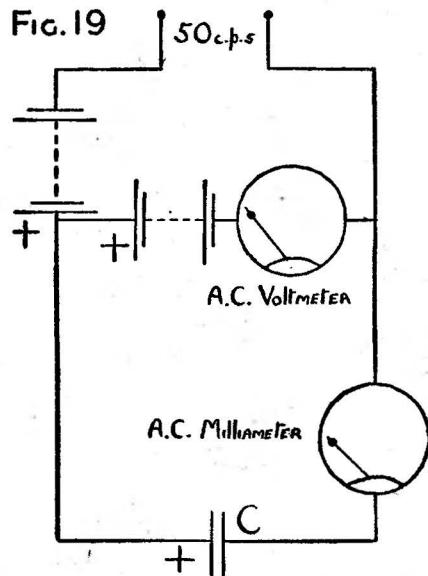 FIG. 19
50 c.p.s
+
+
A.C. VOLTMETER
A.C. MILLIAMETER
C
+